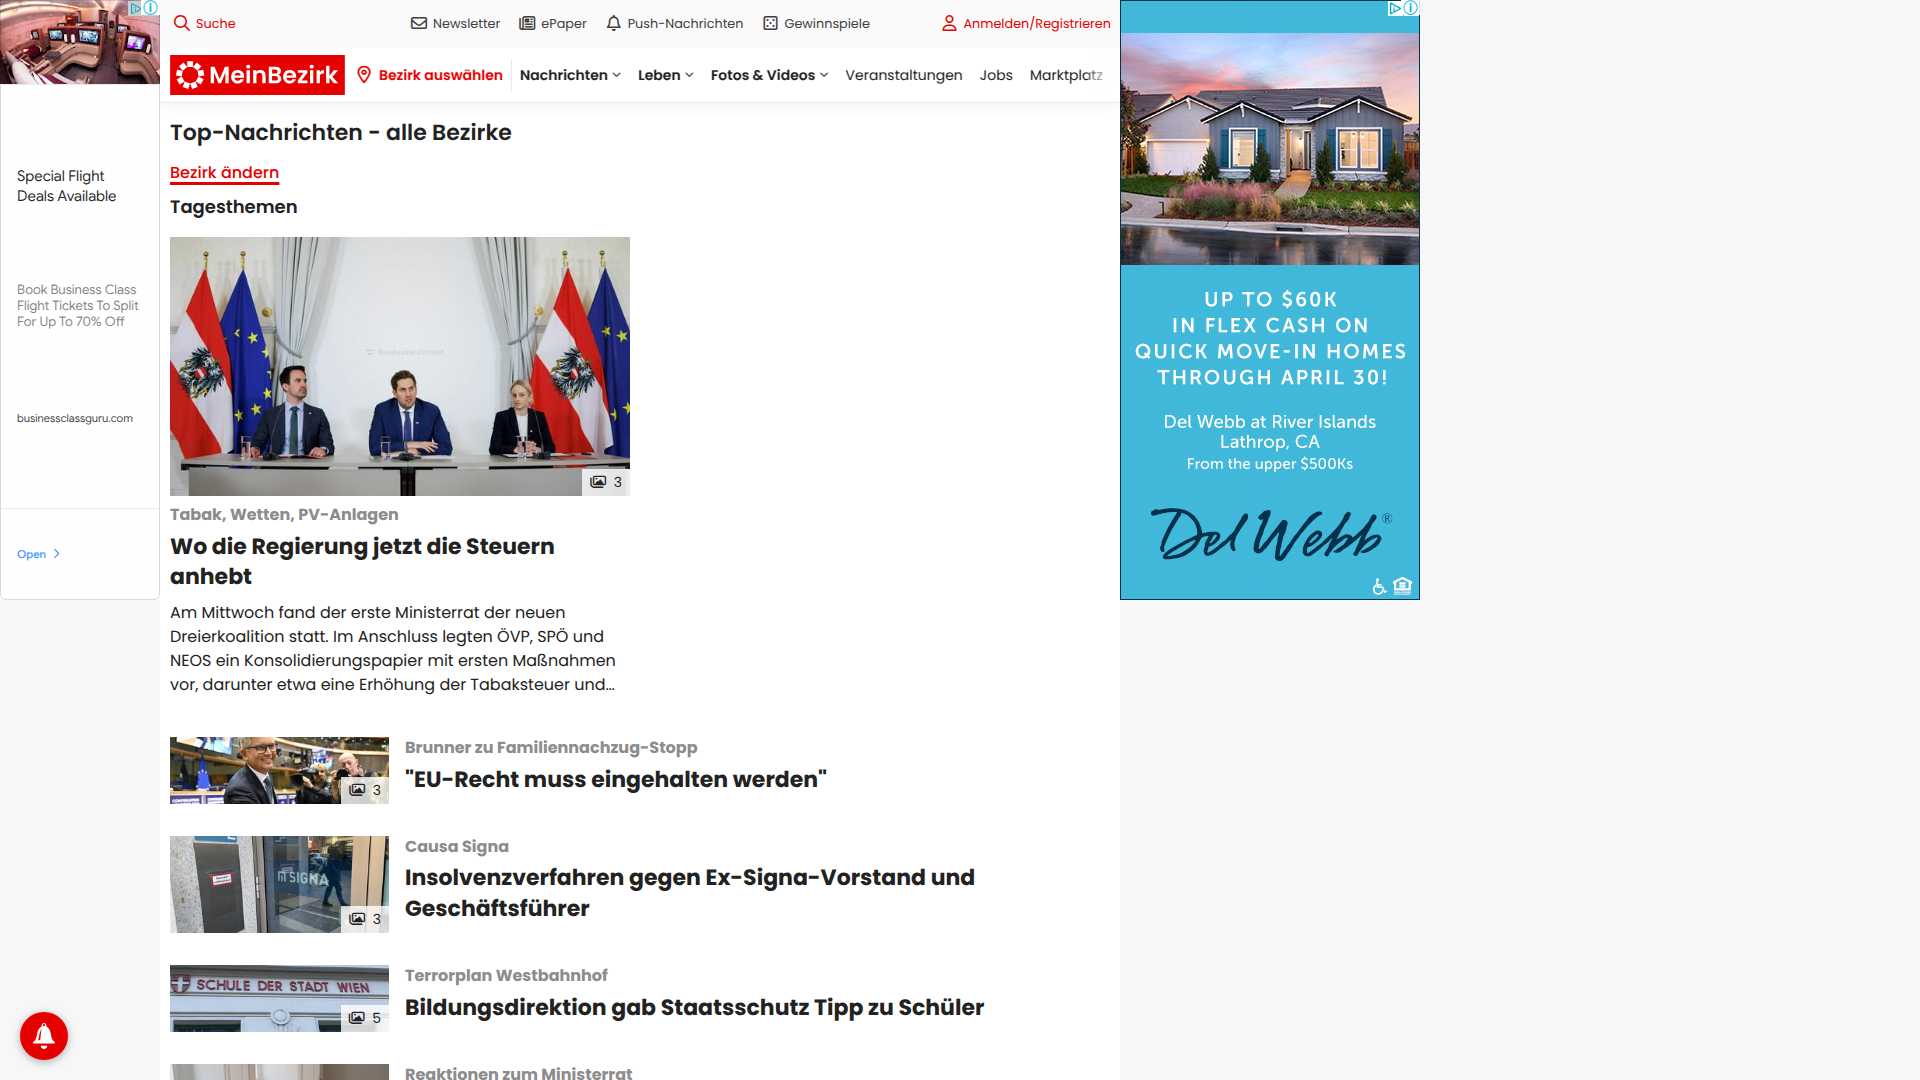 Suche
Newsletter
ePaper
Push-Nachrichten
Gewinnspiele
Anmelden/Registrieren
MeinBezirk
Bezirk auswählen
Nachrichten
Leben
Fotos & Videos
Veranstaltungen
Jobs
Marktplatz
Special Flight
Deals Available
Book Business Class
Flight Tickets To Split
For Up To 70% Off
businessclassguru.com
Open
Top-Nachrichten - alle Bezirke
Bezirk ändern
Tagesthemen
3
Tabak, Wetten, PV-Anlagen
Wo die Regierung jetzt die Steuern
anhebt
Am Mittwoch fand der erste Ministerrat der neuen
Dreierkoalition statt. Im Anschluss legten ÖVP, SPÖ und
NEOS ein Konsolidierungspapier mit ersten Maßnahmen
vor, darunter etwa eine Erhöhung der Tabaksteuer und...
3
Brunner zu Familiennachzug-Stopp
"EU-Recht muss eingehalten werden"
SIGNA
3
Causa Signa
Insolvenzverfahren gegen Ex-Signa-Vorstand und
Geschäftsführer
SCHULE DER STADT WIEN
5
Terrorplan Westbahnhof
Bildungsdirektion gab Staatsschutz Tipp zu Schüler
Reaktionen zum Ministerrat
UP TO $60K
IN FLEX CASH ON
QUICK MOVE-IN HOMES
THROUGH APRIL 30!
Del Webb at River Islands
Lathrop, CA
From the upper $500Ks
Del Webb®